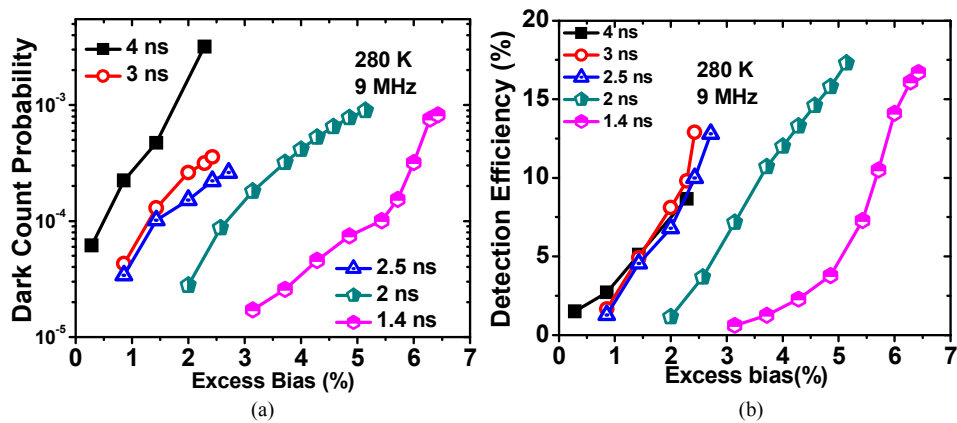 Dark Count Probability
10⁻³
10⁻⁴
10⁻⁵
4 ns
3 ns
280 K
9 MHz
2.5 ns
2 ns
1.4 ns
0 1 2 3 4 5 6 7
Excess Bias (%)
(a)
Detection Efficiency (%)
20
15
10
5
0
4 ns
3 ns
2.5 ns
2 ns
1.4 ns
280 K
9 MHz
0 1 2 3 4 5 6 7
Excess bias(%)
(b)